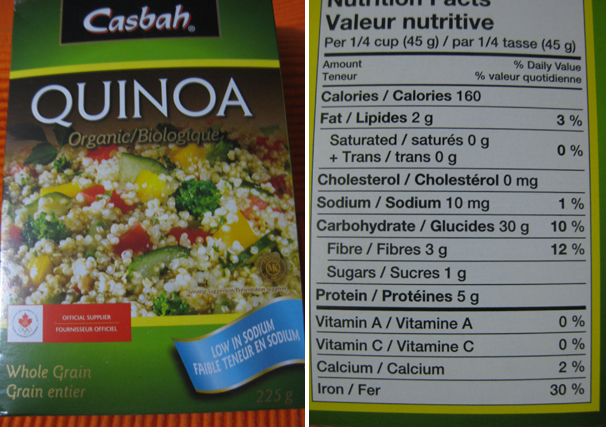 Casbah®
QUINOA
Organic/Biologique
MK
OFFICIAL SUPPLIER
FOURNISSEUR OFFICIEL
LOW IN SODIUM
FAIBLE TENEUR EN SODIUM
Whole Grain
Grain entier
225 g
Nutrition Facts
Valeur nutritive
Per 1/4 cup (45 g) / par 1/4 tasse (45 g)
Amount % Daily Value
Teneur % valeur quotidienne
Calories / Calories 160
Fat / Lipides 2 g 3 %
Saturated / saturés 0 g
+ Trans / trans 0 g 0 %
Cholesterol / Cholestérol 0 mg
Sodium / Sodium 10 mg 1 %
Carbohydrate / Glucides 30 g 10 %
Fibre / Fibres 3 g 12 %
Sugars / Sucres 1 g
Protein / Protéines 5 g
Vitamin A / Vitamine A 0 %
Vitamin C / Vitamine C 0 %
Calcium / Calcium 2 %
Iron / Fer 30 %